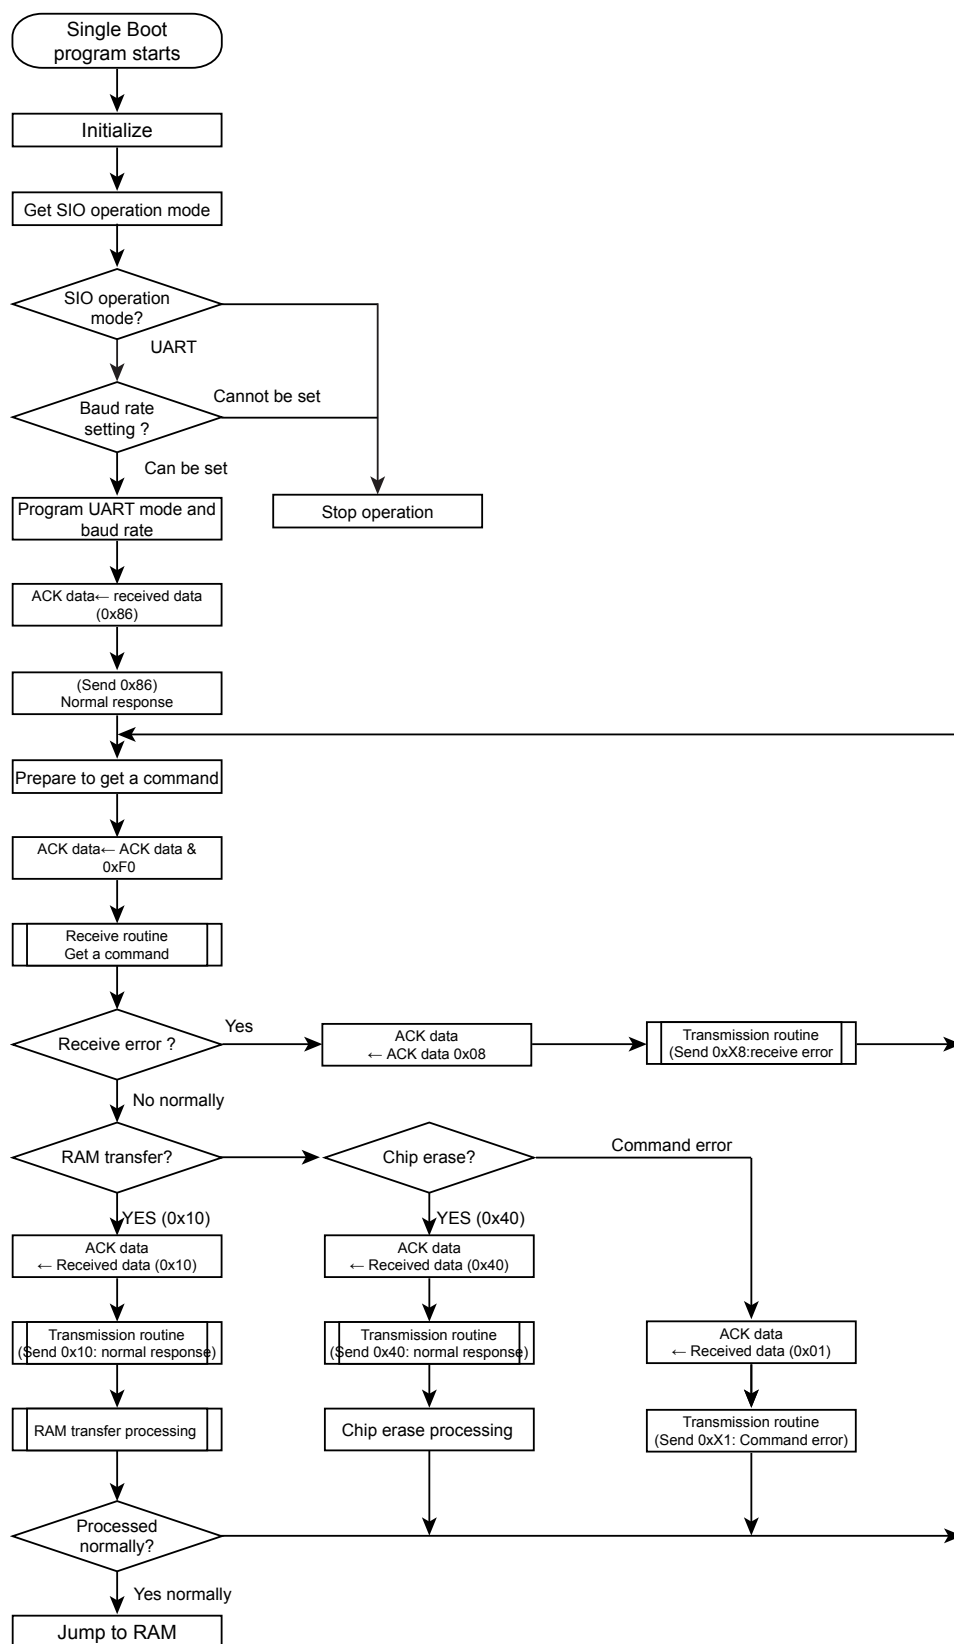 Single Boot
program starts
Initialize
Get SIO operation mode
SIO operation
mode?
UART
Baud rate
setting ?
Cannot be set
Can be set
Program UART mode and
baud rate
Stop operation
ACK data← received data
(0x86)
(Send 0x86)
Normal response
Prepare to get a command
ACK data← ACK data &
0xF0
Receive routine
Get a command
Receive error ?
Yes
ACK data
← ACK data 0x08
Transmission routine
(Send 0xX8:receive error
No normally
RAM transfer?
Chip erase?
Command error
YES (0x10)
YES (0x40)
ACK data
← Received data (0x10)
ACK data
← Received data (0x40)
Transmission routine
(Send 0x10: normal response)
Transmission routine
(Send 0x40: normal response)
ACK data
← Received data (0x01)
RAM transfer processing
Chip erase processing
Transmission routine
(Send 0xX1: Command error)
Processed
normally?
Yes normally
Jump to RAM